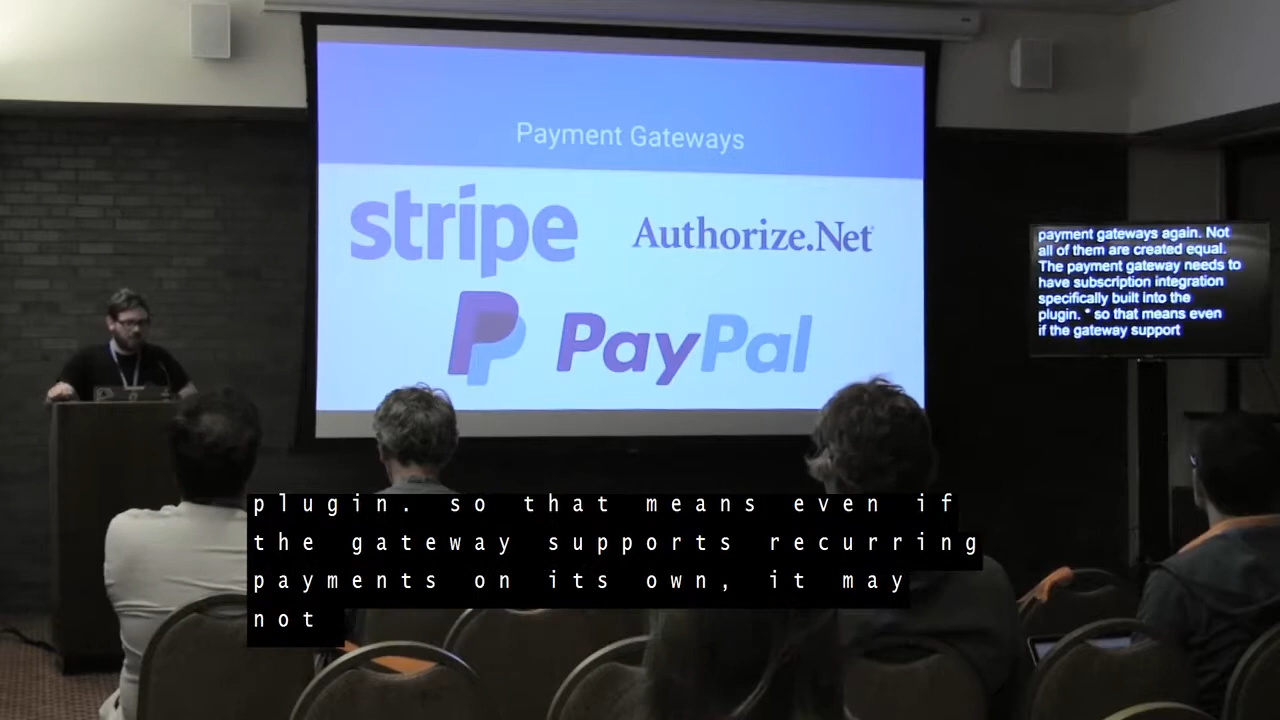 Payment Gateways
stripe
Authorize.Net
PayPal
payment gateways again. Not
all of them are created equal.
The payment gateway needs to
have subscription integration
specifically built into the
plugin. * so that means even
if the gateway support
plugin. so that means even if
the gateway supports recurring
payments on its own, it may
not